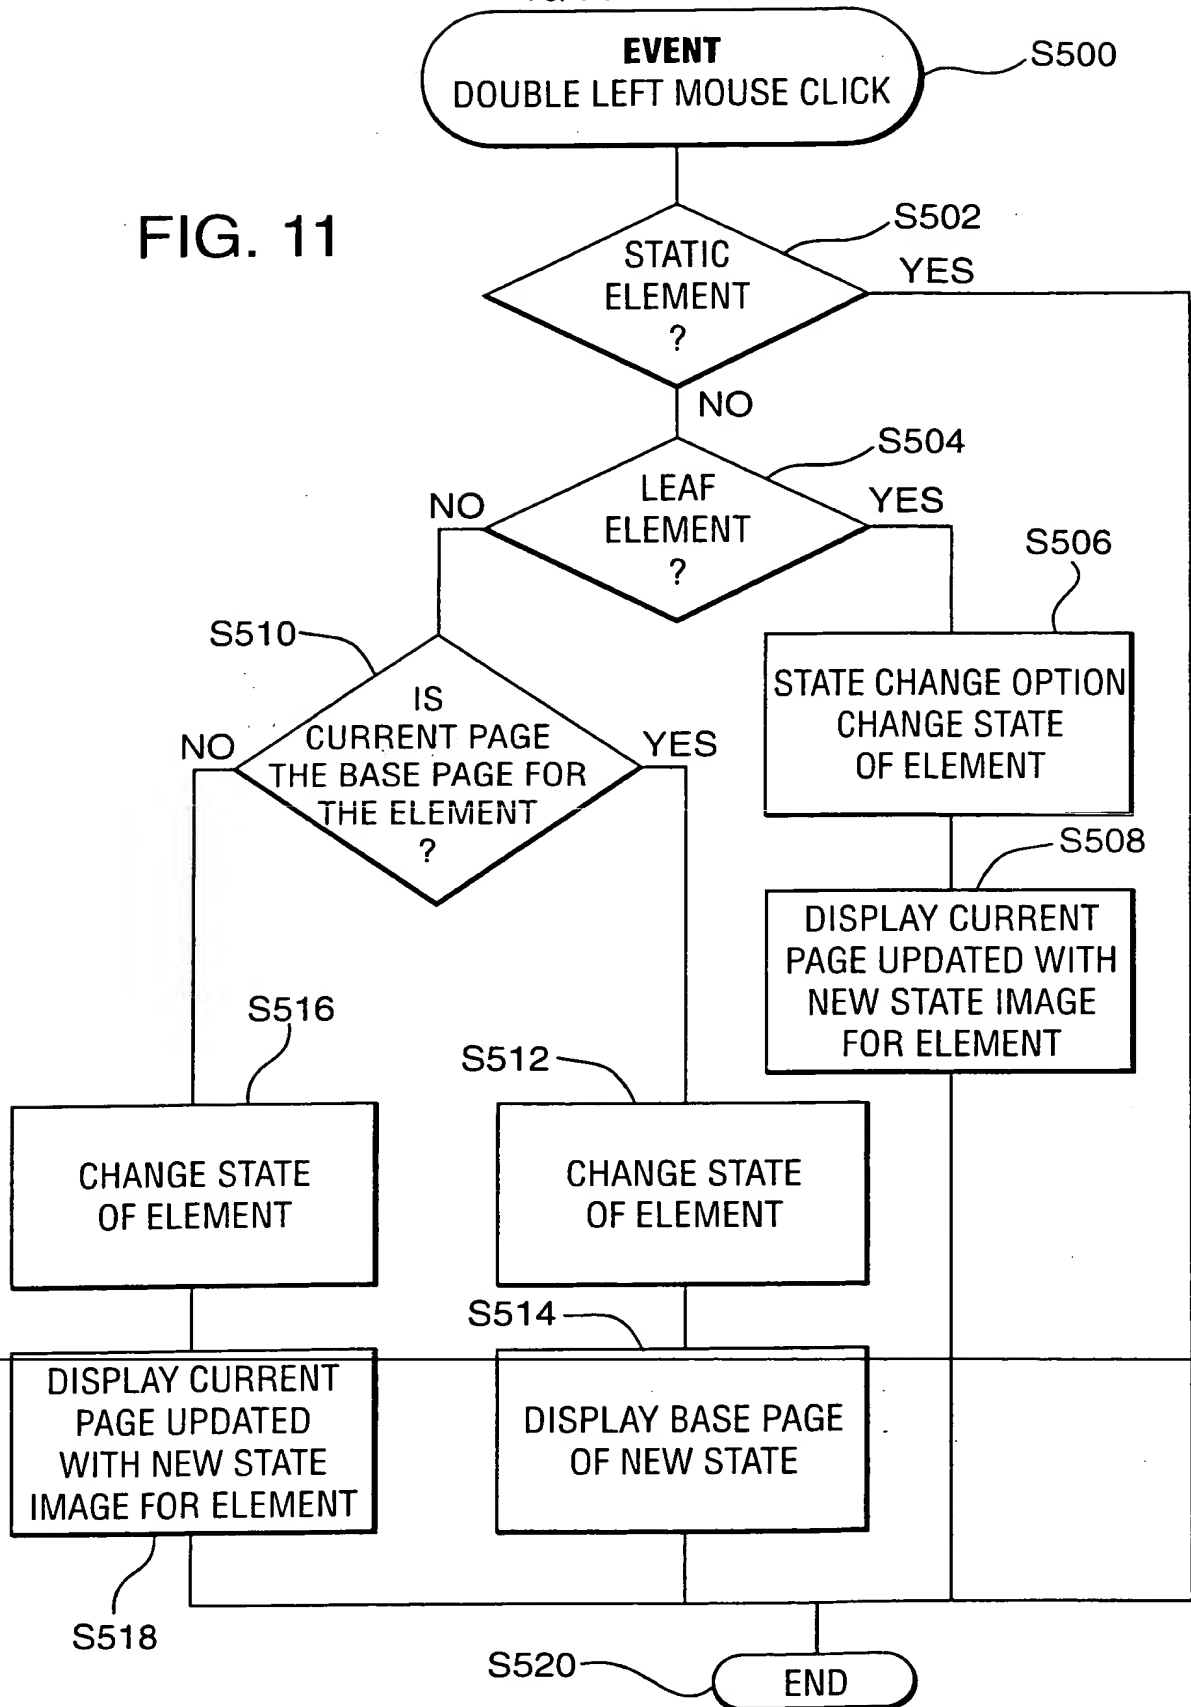 EVENT
DOUBLE LEFT MOUSE CLICK
S500
FIG. 11
S502
STATIC
ELEMENT
?
YES
NO
S504
LEAF
ELEMENT
?
NO
YES
S506
S510
STATE CHANGE OPTION
CHANGE STATE
OF ELEMENT
IS
CURRENT PAGE
THE BASE PAGE FOR
THE ELEMENT
?
NO
YES
S508
DISPLAY CURRENT
PAGE UPDATED WITH
NEW STATE IMAGE
FOR ELEMENT
S516
S512
CHANGE STATE
OF ELEMENT
CHANGE STATE
OF ELEMENT
S514
DISPLAY CURRENT
PAGE UPDATED
WITH NEW STATE
IMAGE FOR ELEMENT
DISPLAY BASE PAGE
OF NEW STATE
S518
S520
END